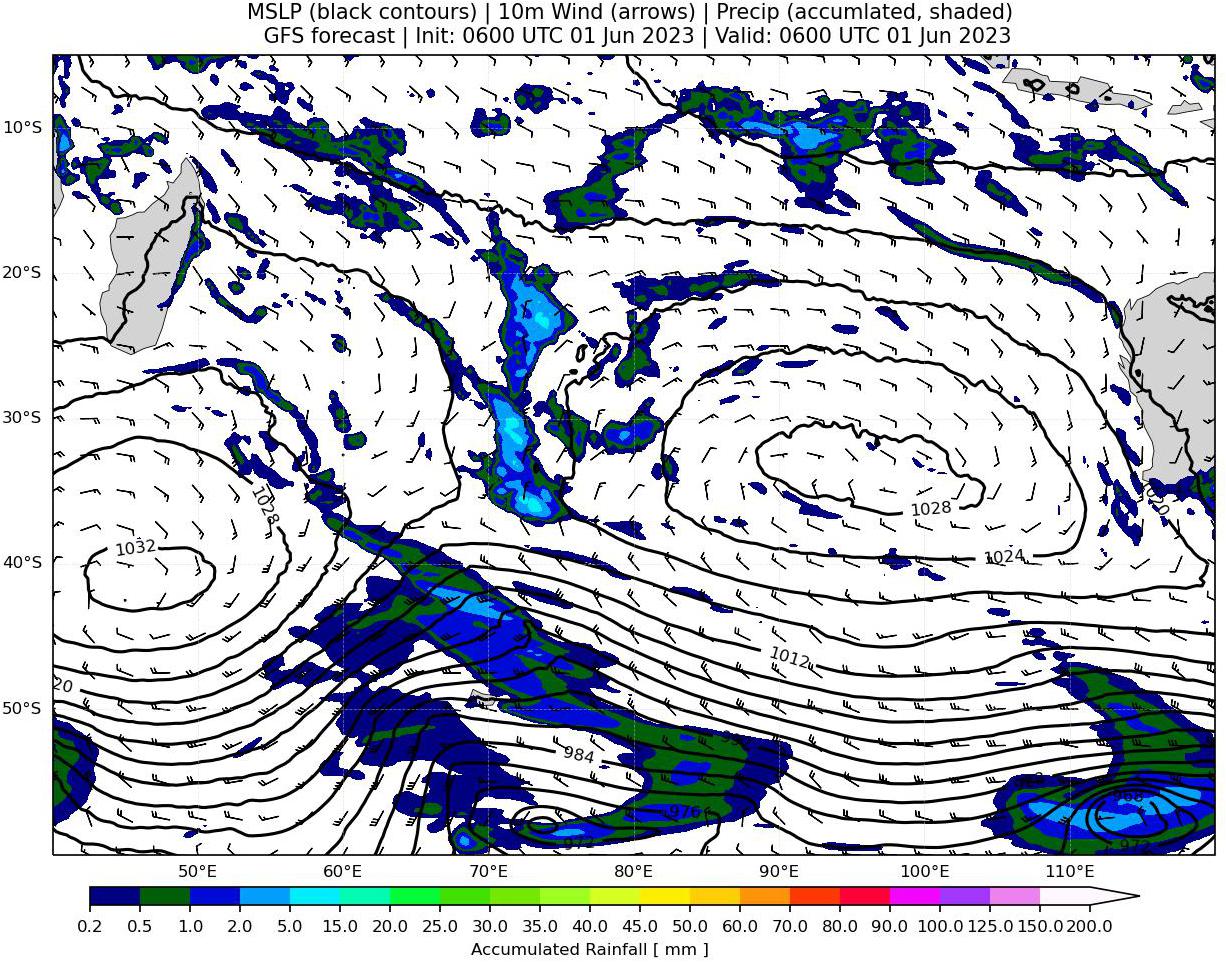 MSLP (black contours) | 10m Wind (arrows) | Precip (accumlated, shaded)
GFS forecast | Init: 0600 UTC 01 Jun 2023 | Valid: 0600 UTC 01 Jun 2023
10°S
20°S
30°S
1028
1028
1020
1032
1024
40°S
1012
20
50°S
984
968
976
972
972
50°E
60°E
70°E
80°E
90°E
100°E
110°E
0.2 0.5 1.0 2.0 5.0 15.0 20.0 25.0 30.0 35.0 40.0 45.0 50.0 60.0 70.0 80.0 90.0 100.0 125.0 150.0 200.0
Accumulated Rainfall [ mm ]